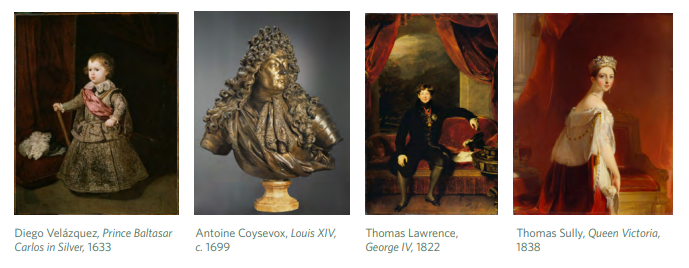 Diego Velázquez, Prince Baltasar
Carlos in Silver, 1633
Antoine Coysevox, Louis XIV,
c. 1699
Thomas Lawrence,
George IV, 1822
Thomas Sully, Queen Victoria,
1838